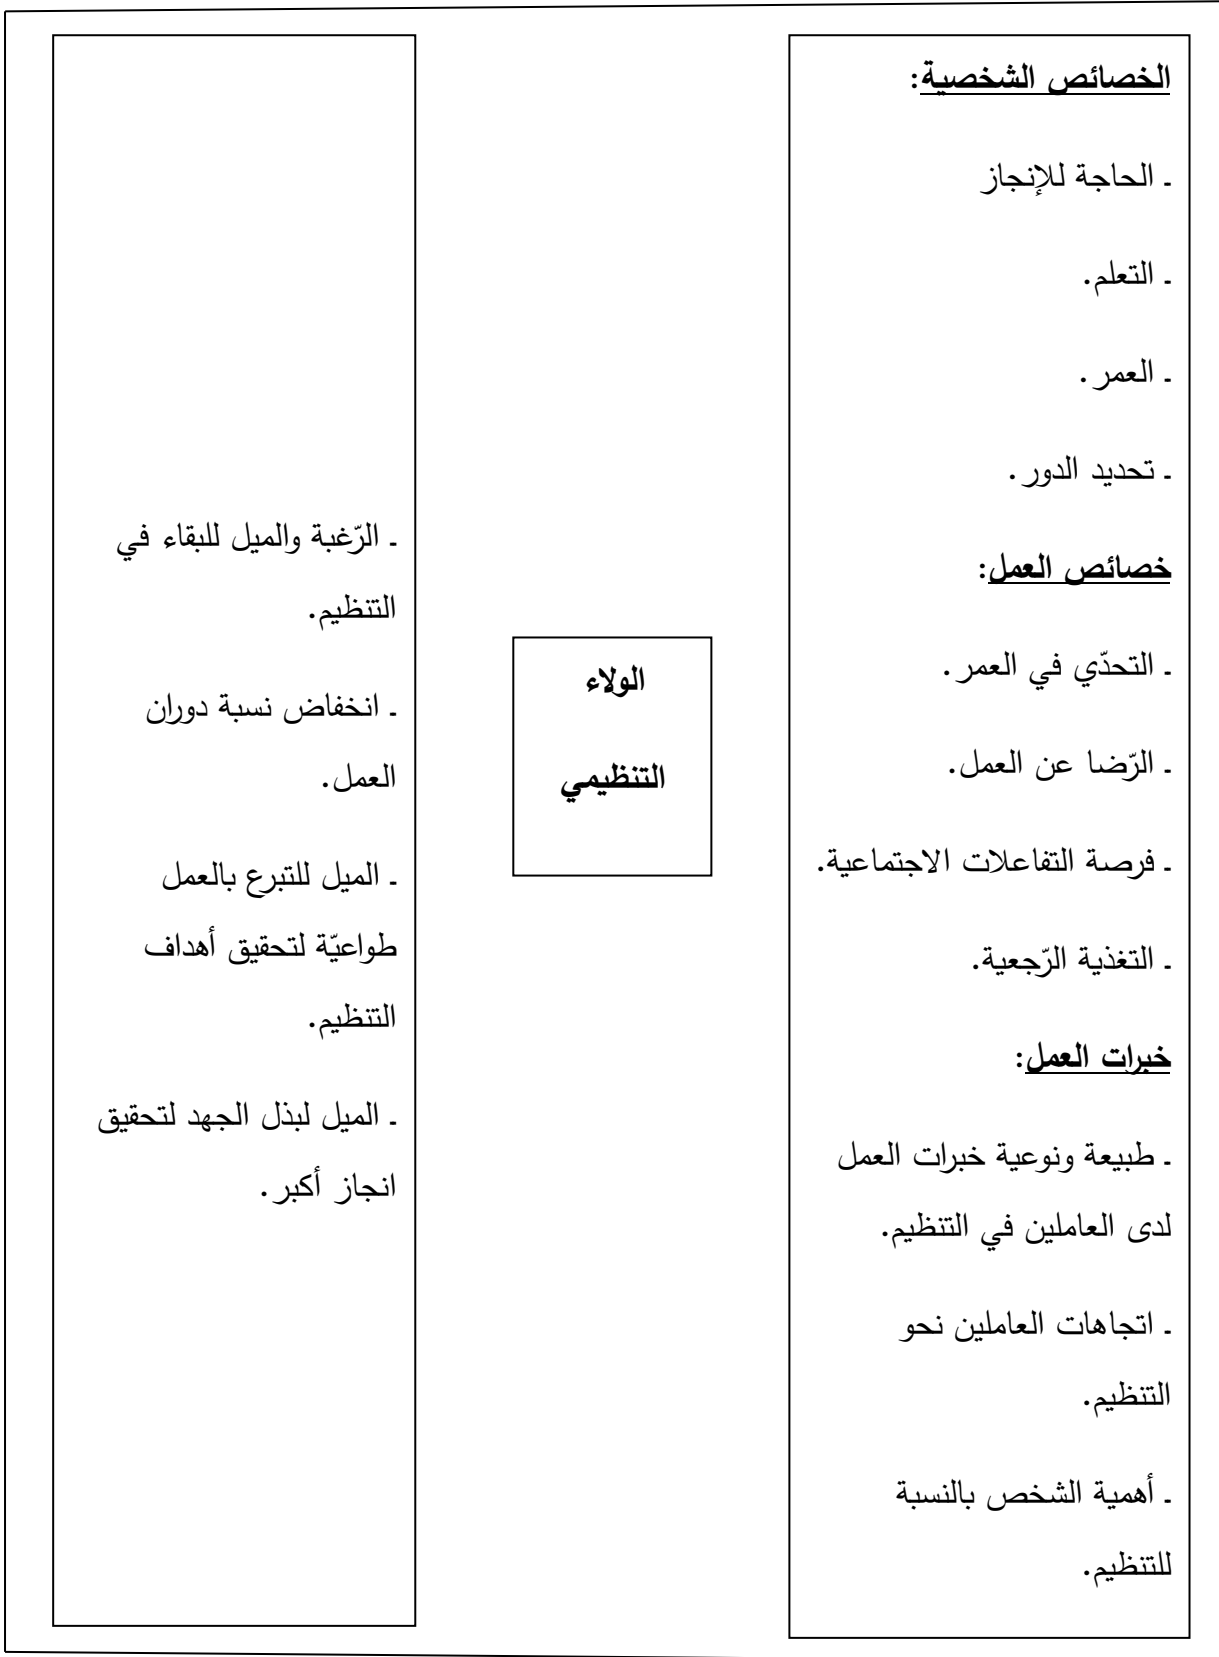 الخصائص الشخصية:
ـ الحاجة للإنجاز
ـ التعلم.
ـ العمر.
ـ تحديد الدور.
خصائص العمل:
ـ التحدّي في العمر.
ـ الرّضا عن العمل.
ـ فرصة التفاعلات الاجتماعية.
ـ التغذية الرّجعية.
خبرات العمل:
ـ طبيعة ونوعية خبرات العمل
لدى العاملين في التنظيم.
ـ اتجاهات العاملين نحو
التنظيم.
ـ أهمية الشخص بالنسبة
للتنظيم.
الولاء
التنظيمي
ـ الرّغبة والميل للبقاء في
التنظيم.
ـ انخفاض نسبة دوران
العمل.
ـ الميل للتبرع بالعمل
طواعيّة لتحقيق أهداف
التنظيم.
ـ الميل لبذل الجهد لتحقيق
انجاز أكبر.